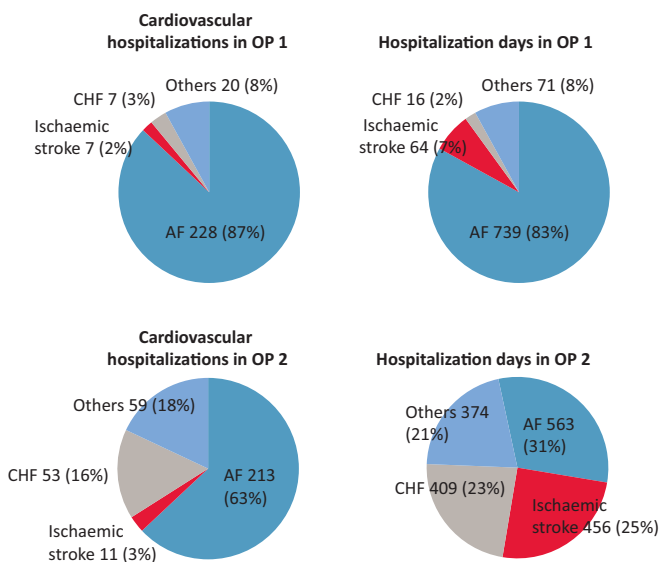 Cardiovascular
hospitalizations in OP 1
Others 20 (8%)
CHF 7 (3%)
Ischaemic
stroke 7 (2%)
AF 228 (87%)
Hospitalization days in OP 1
Others 71 (8%)
CHF 16 (2%)
Ischaemic
stroke 64 (7%)
AF 739 (83%)
Cardiovascular
hospitalizations in OP 2
Others 59 (18%)
CHF 53 (16%)
AF 213
(63%)
Ischaemic
stroke 11 (3%)
Hospitalization days in OP 2
Others 374
(21%)
AF 563
(31%)
CHF 409 (23%)
Ischaemic
stroke 456 (25%)